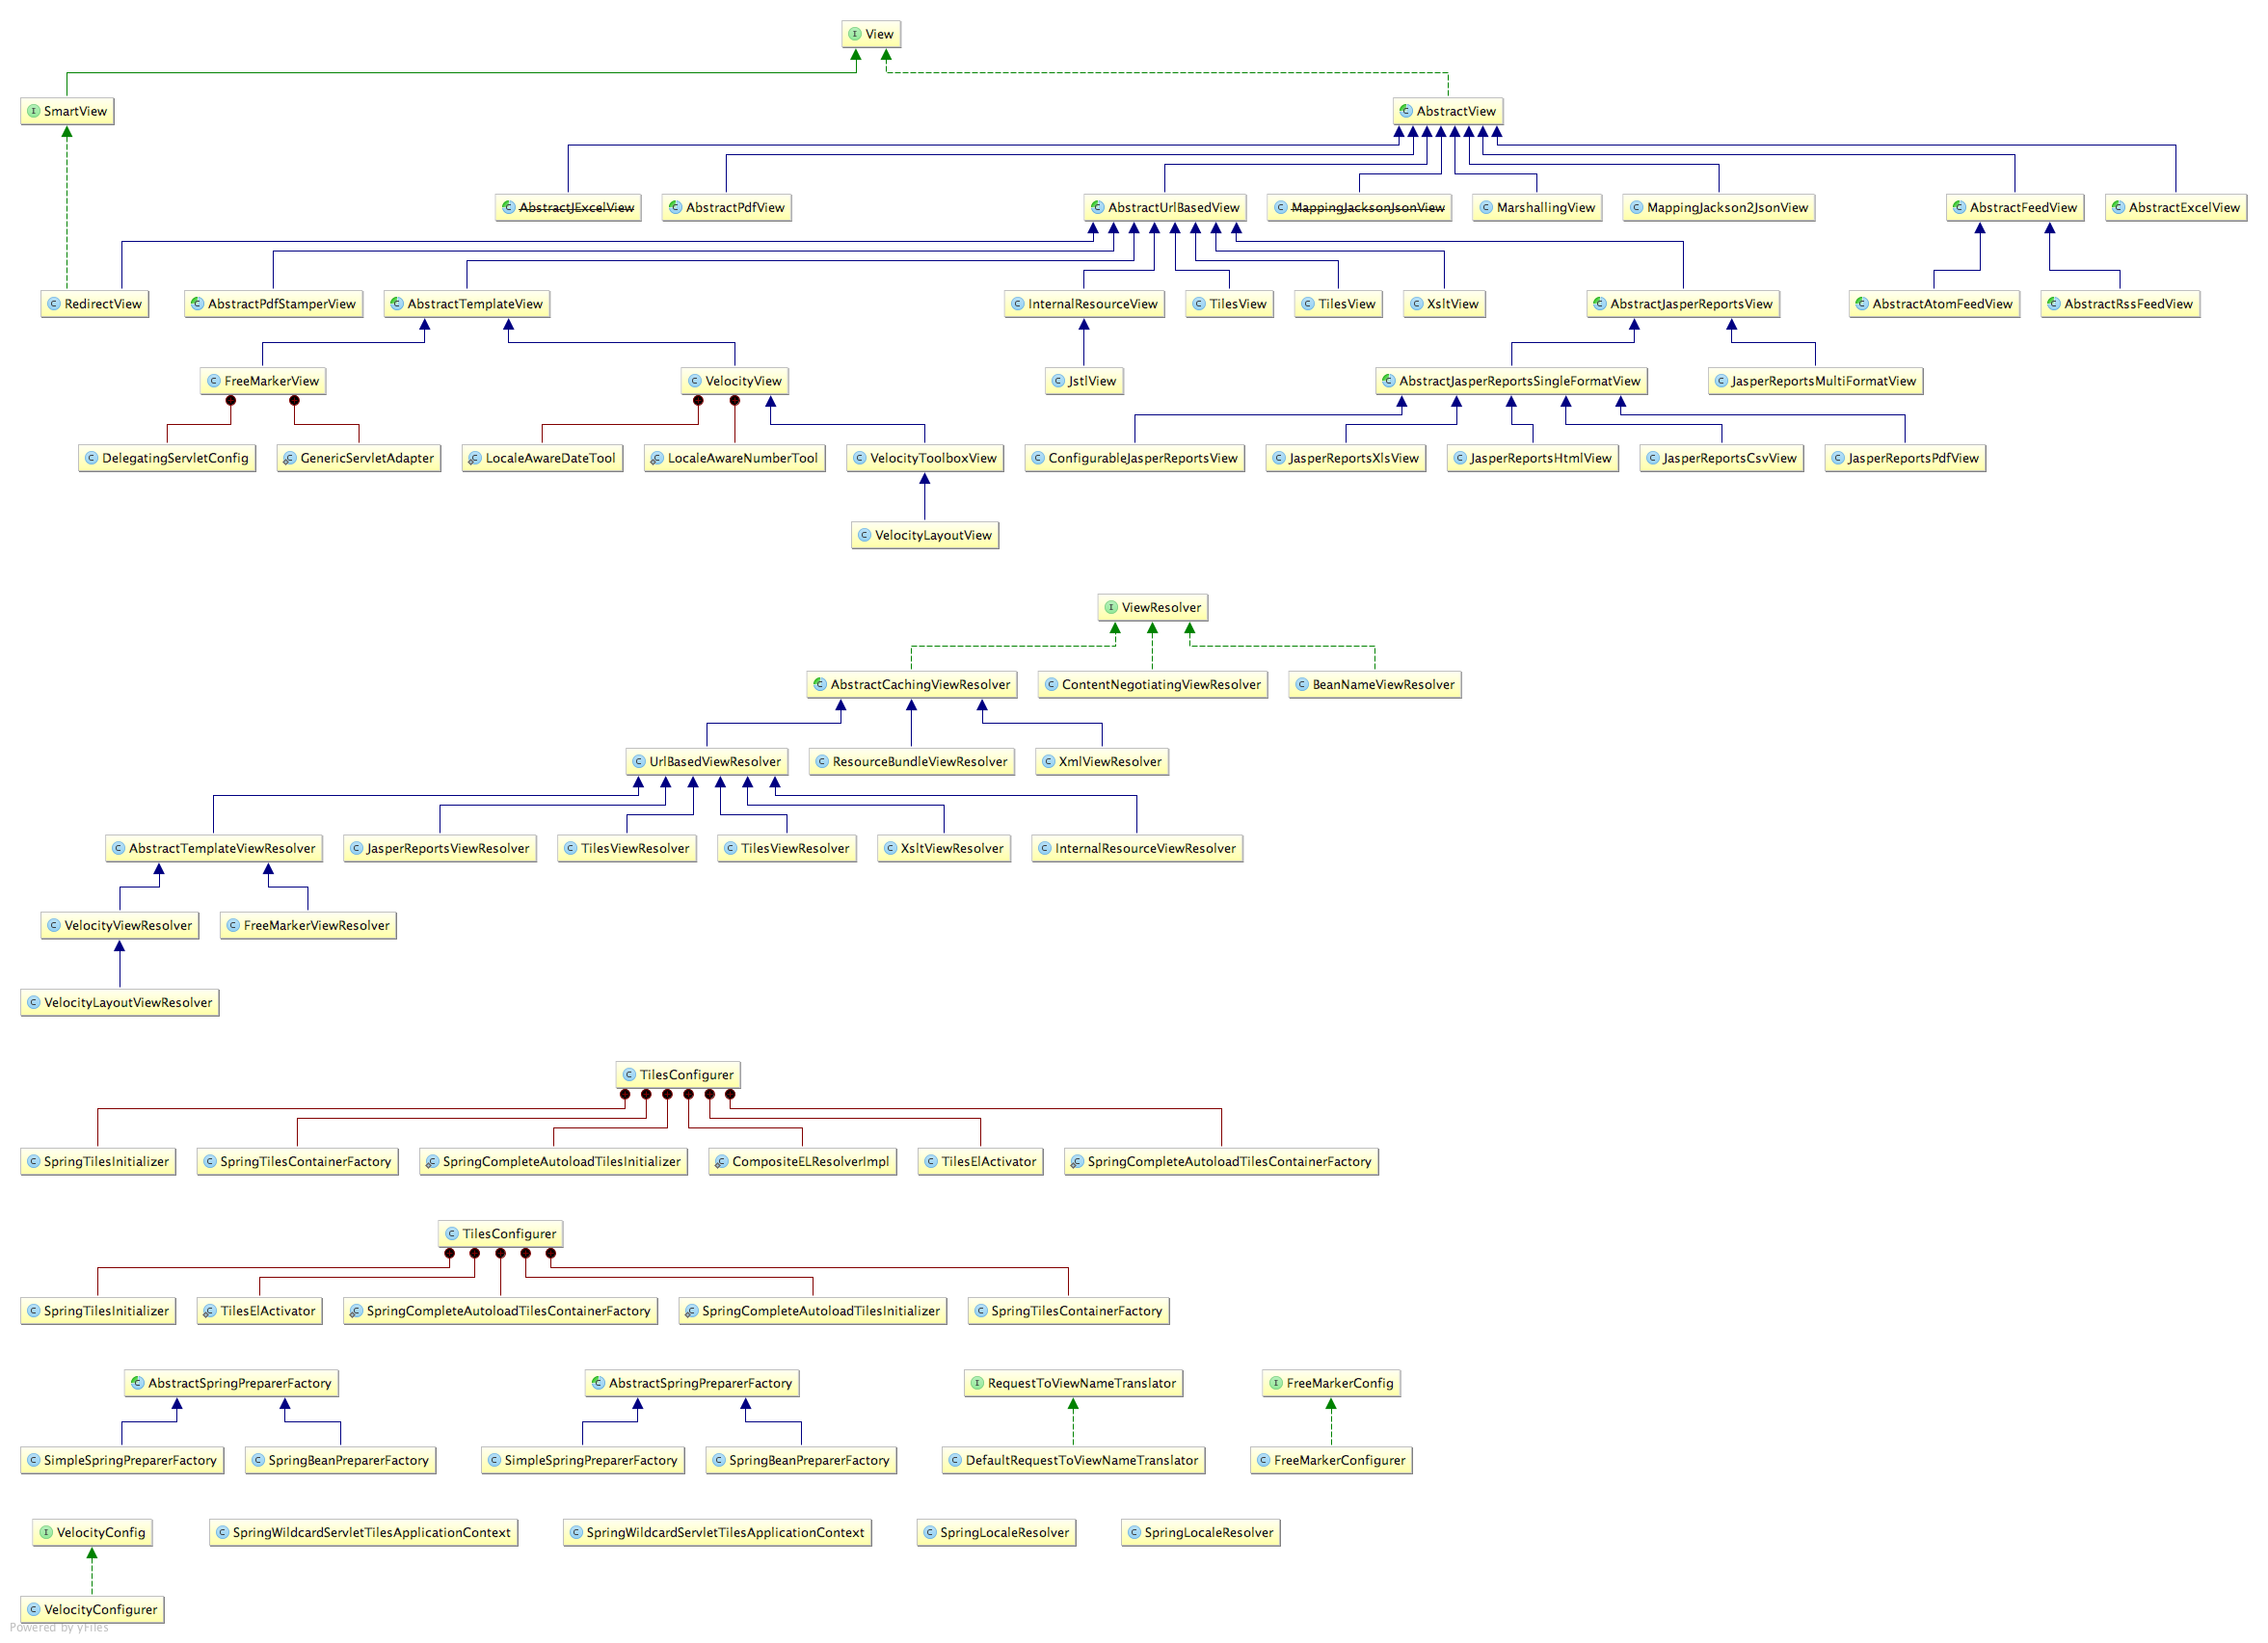 View
SmartView
AbstractView
AbstractJExcelView
AbstractPdfView
AbstractUrlBasedView
MappingJacksonJsonView
MarshallingView
MappingJackson2JsonView
AbstractFeedView
AbstractExcelView
RedirectView
AbstractPdfStamperView
AbstractTemplateView
InternalResourceView
TilesView
TilesView
XsltView
AbstractJasperReportsView
AbstractAtomFeedView
AbstractRssFeedView
FreeMarkerView
VelocityView
JstlView
AbstractJasperReportsSingleFormatView
JasperReportsMultiFormatView
DelegatingServletConfig
GenericServletAdapter
LocaleAwareDateTool
LocaleAwareNumberTool
VelocityToolboxView
ConfigurableJasperReportsView
JasperReportsXlsView
JasperReportsHtmlView
JasperReportsCsvView
JasperReportsPdfView
VelocityLayoutView
ViewResolver
AbstractCachingViewResolver
ContentNegotiatingViewResolver
BeanNameViewResolver
UrlBasedViewResolver
ResourceBundleViewResolver
XmlViewResolver
AbstractTemplateViewResolver
JasperReportsViewResolver
TilesViewResolver
TilesViewResolver
XsltViewResolver
InternalResourceViewResolver
VelocityViewResolver
FreeMarkerViewResolver
VelocityLayoutViewResolver
TilesConfigurer
SpringTilesInitializer
SpringTilesContainerFactory
SpringCompleteAutoloadTilesInitializer
CompositeELResolverImpl
TilesElActivator
SpringCompleteAutoloadTilesContainerFactory
TilesConfigurer
SpringTilesInitializer
TilesElActivator
SpringCompleteAutoloadTilesContainerFactory
SpringCompleteAutoloadTilesInitializer
SpringTilesContainerFactory
AbstractSpringPreparerFactory
AbstractSpringPreparerFactory
RequestToViewNameTranslator
FreeMarkerConfig
SimpleSpringPreparerFactory
SpringBeanPreparerFactory
SimpleSpringPreparerFactory
SpringBeanPreparerFactory
DefaultRequestToViewNameTranslator
FreeMarkerConfigurer
VelocityConfig
SpringWildcardServletTilesApplicationContext
SpringWildcardServletTilesApplicationContext
SpringLocaleResolver
SpringLocaleResolver
VelocityConfigurer
Powered by yFiles